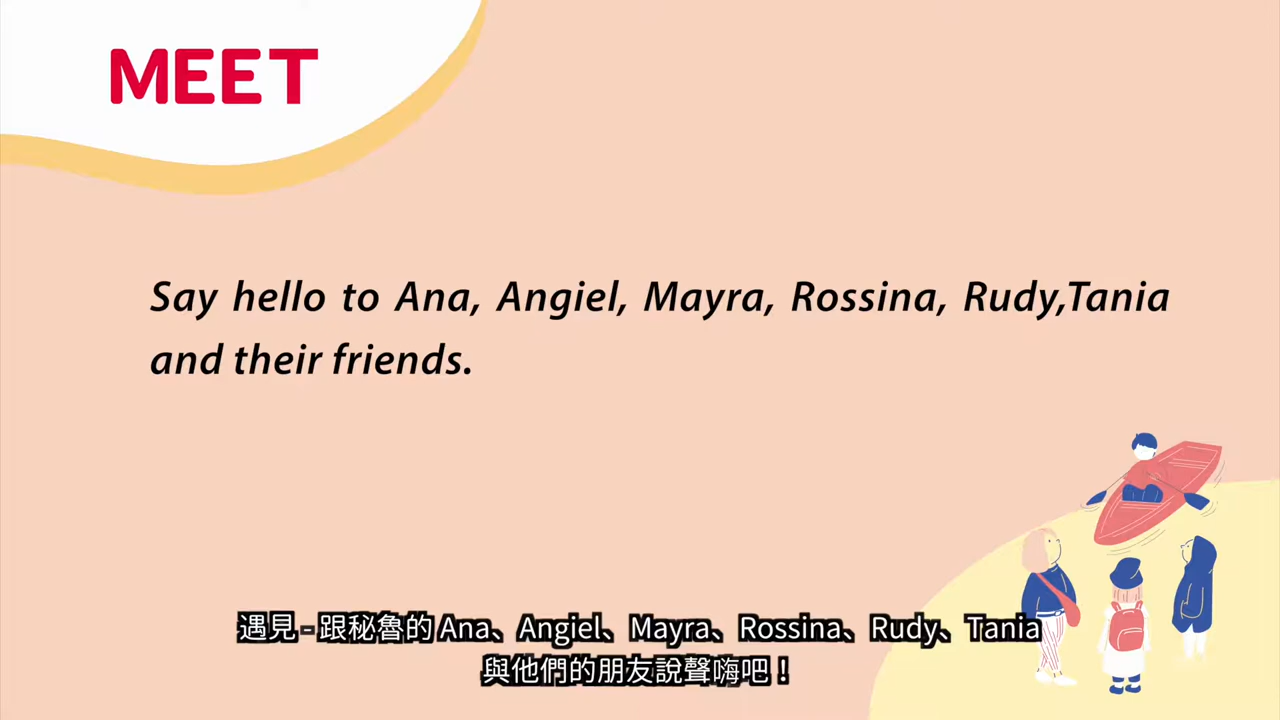 MEET
Say hello to Ana, Angiel, Mayra, Rossina, Rudy,Tania
and their friends.
遇見 - 跟秘魯的 Ana、Angiel、Mayra、Rossina、Rudy、Tania
與他們的朋友說聲嗨吧！